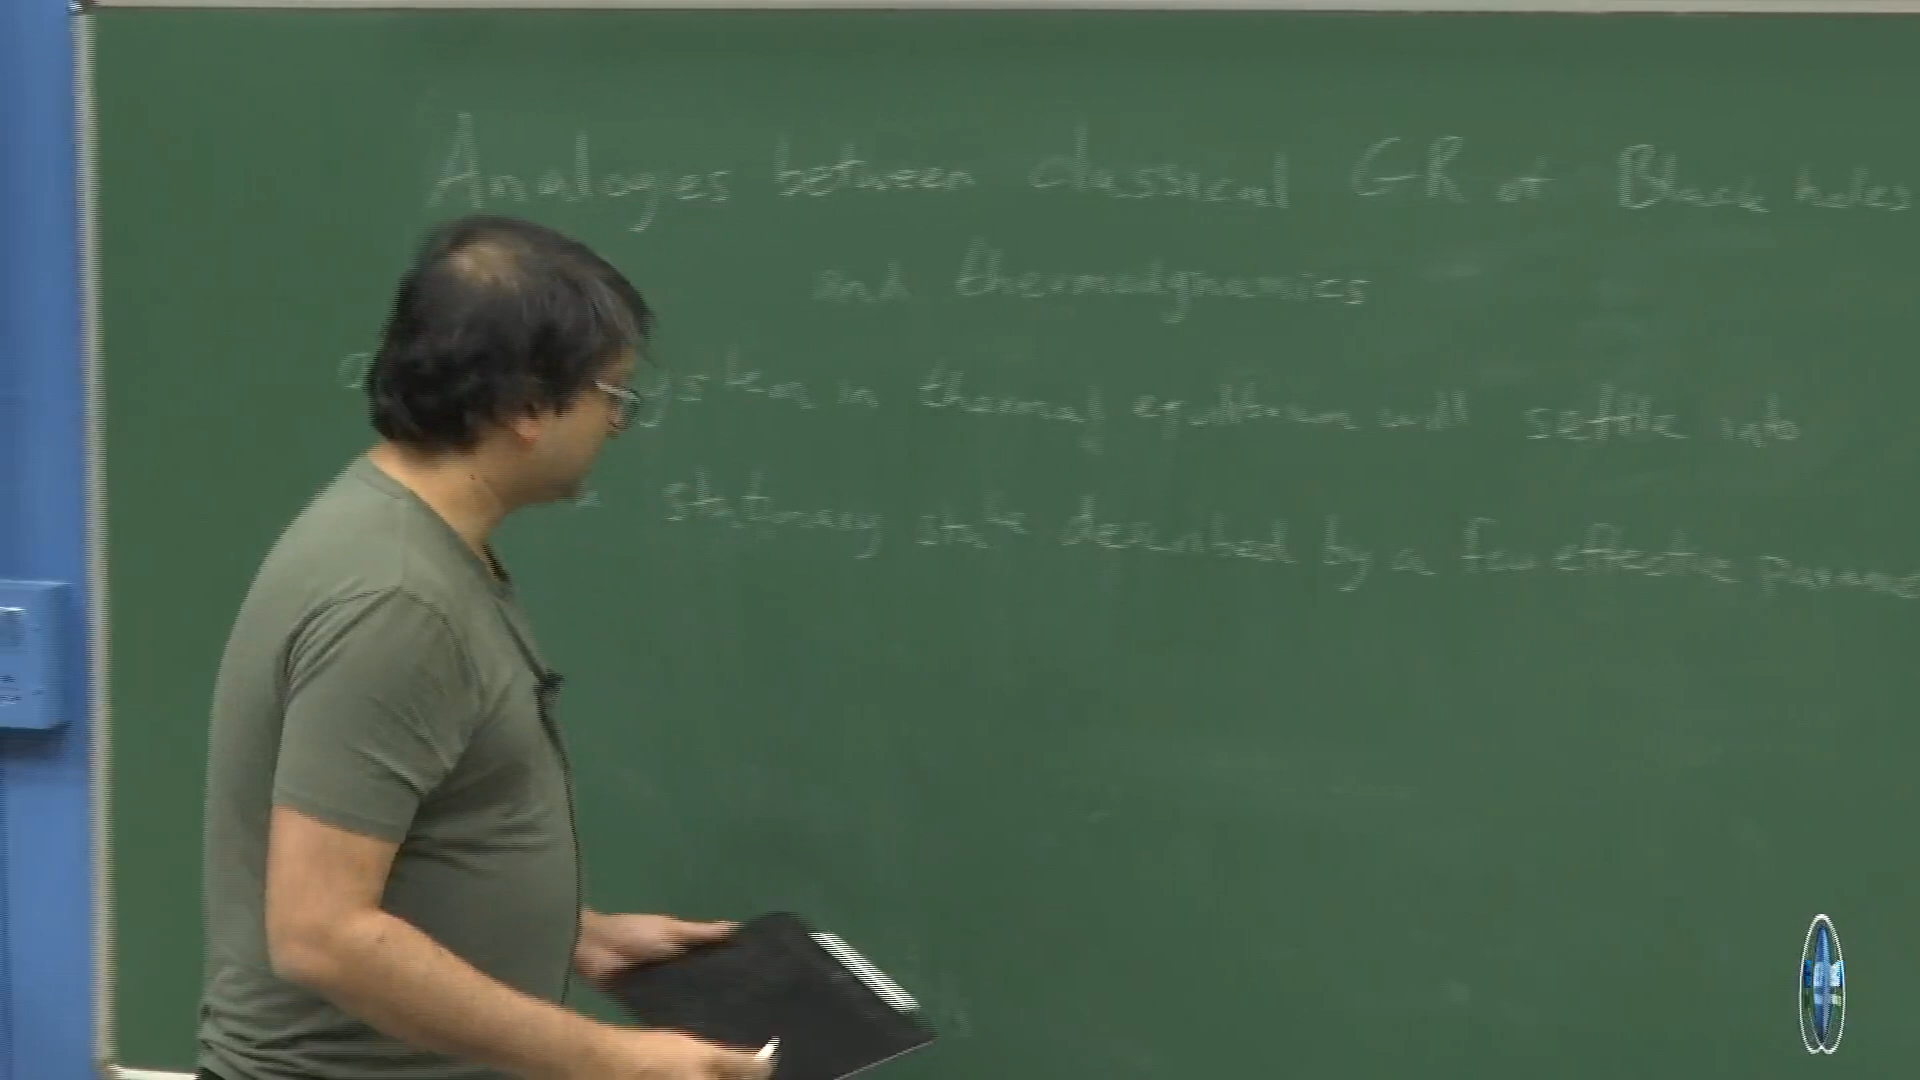 Analogies between classical GR of Black holes
and thermodynamics
system in thermal equilibrium will settle into
a stationary state described by a few effective param